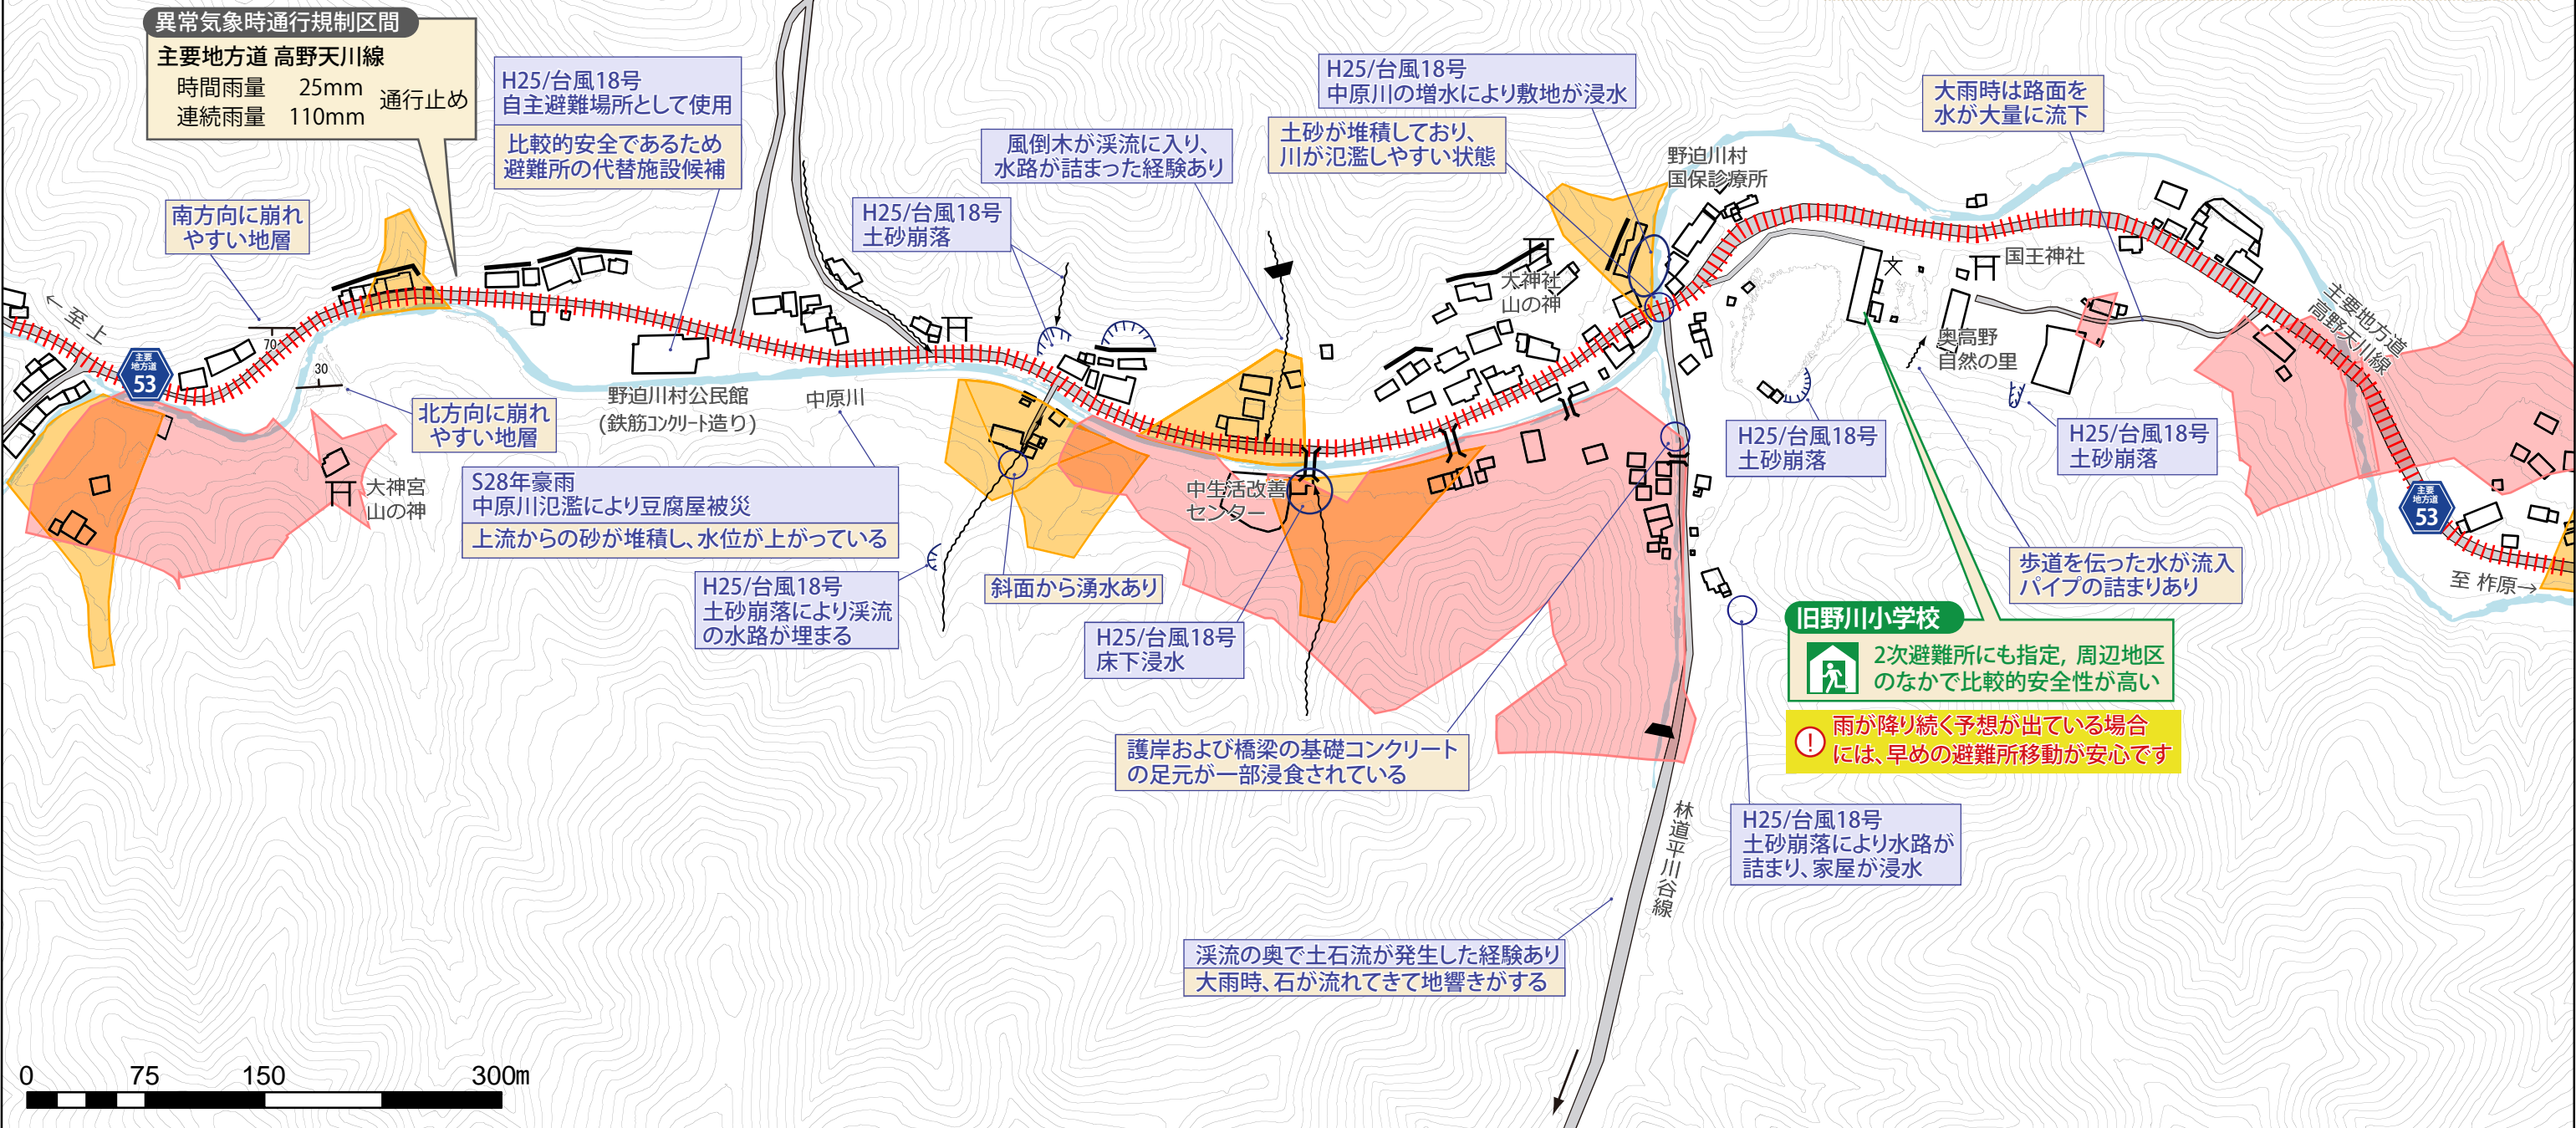 異常気象時通行規制区間
主要地方道 高野天川線
時間雨量 25mm
連続雨量 110mm
通行止め
H25/台風18号
自主避難場所として使用
比較的安全であるため
避難所の代替施設候補
南方向に崩れ
やすい地層
風倒木が渓流に入り、
水路が詰まった経験あり
H25/台風18号
土砂崩落
H25/台風18号
中原川の増水により敷地が浸水
土砂が堆積しており、
川が氾濫しやすい状態
野迫川村
国保診療所
大雨時は路面を
水が大量に流下
←至 上
主要
地方道
53
70
30
北方向に崩れ
やすい地層
大神宮
山の神
野迫川村公民館
(鉄筋ｺﾝｸﾘｰﾄ造り)
中原川
大神社
山の神
国王神社
奥高野
自然の里
主要地方道
高野天川線
S28年豪雨
中原川氾濫により豆腐屋被災
上流からの砂が堆積し、水位が上がっている
H25/台風18号
土砂崩落により渓流
の水路が埋まる
斜面から湧水あり
中生活改善
センター
H25/台風18号
床下浸水
H25/台風18号
土砂崩落
H25/台風18号
土砂崩落
主要
地方道
53
至 柞原→
歩道を伝った水が流入
パイプの詰まりあり
旧野川小学校
2次避難所にも指定, 周辺地区
のなかで比較的安全性が高い
! 雨が降り続く予想が出ている場合
には、早めの避難所移動が安心です
護岸および橋梁の基礎コンクリート
の足元が一部浸食されている
林道平川谷線
H25/台風18号
土砂崩落により水路が
詰まり、家屋が浸水
渓流の奥で土石流が発生した経験あり
大雨時、石が流れてきて地響きがする
0 75 150 300m